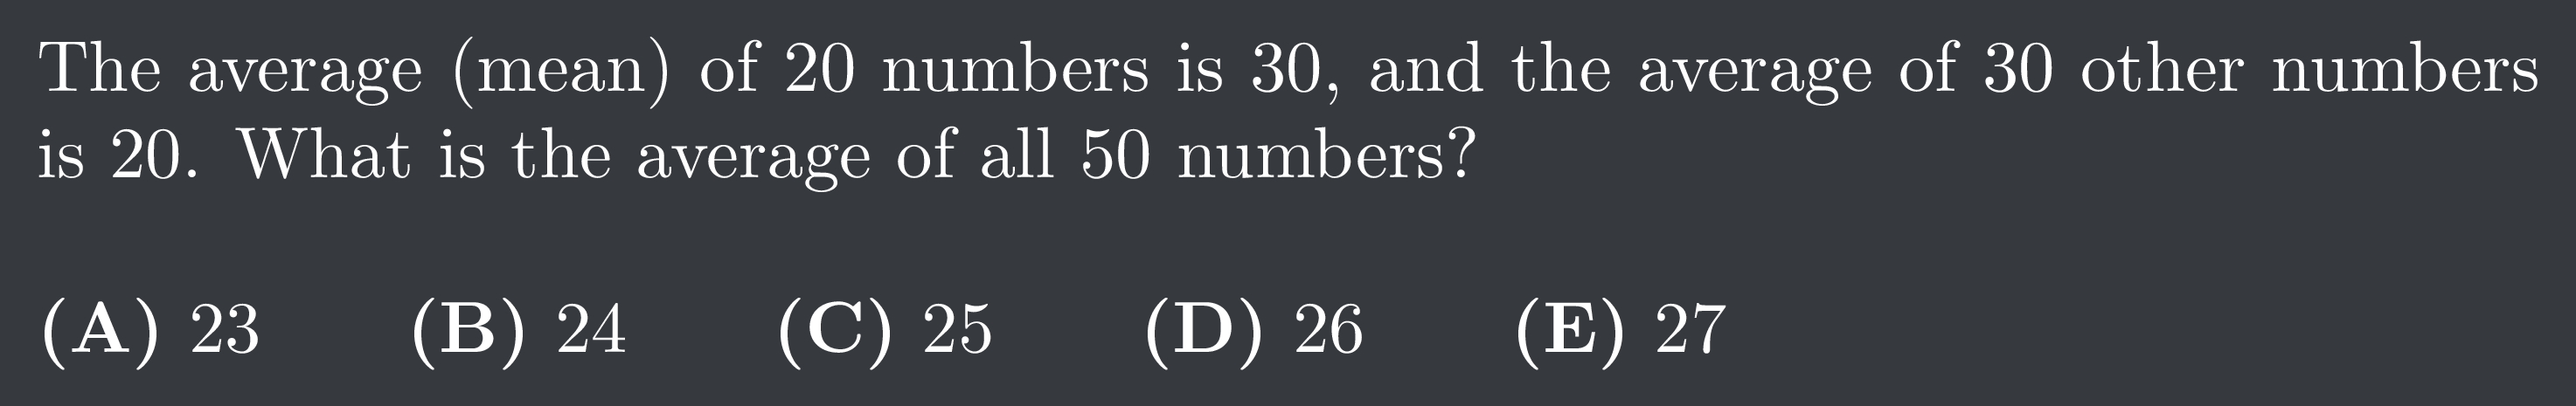 The average (mean) of 20 numbers is 30, and the average of 30 other numbers
is 20. What is the average of all 50 numbers?
(A) 23 (B) 24 (C) 25 (D) 26 (E) 27